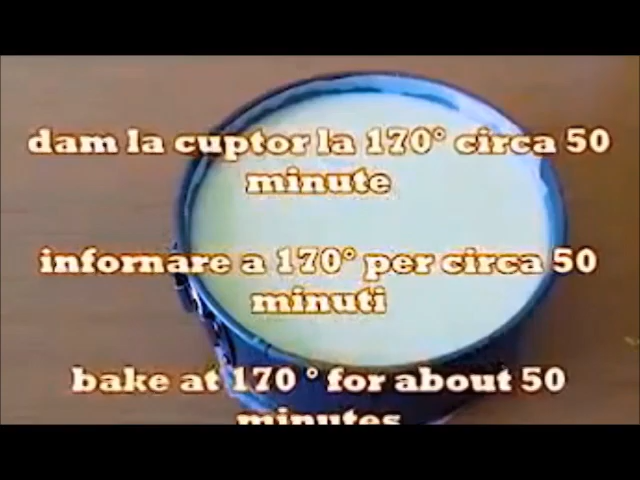 dam la cuptor la 170° circa 50
minute
infornare a 170° per circa 50
minuti
bake at 170 ° for about 50
minutes